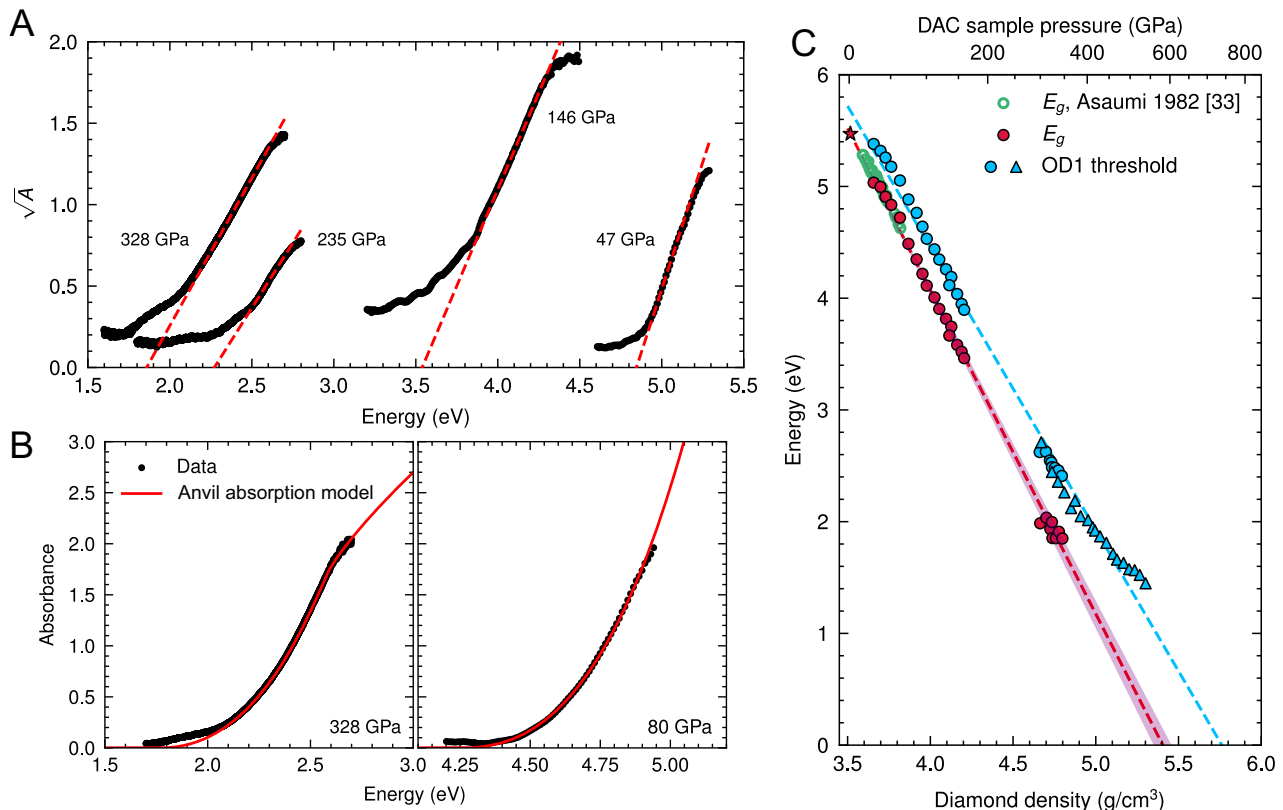 A
2.0
1.5
1.0
0.5
0.0
√A
328 GPa
235 GPa
146 GPa
47 GPa
1.5 2.0 2.5 3.0 3.5 4.0 4.5 5.0 5.5
Energy (eV)
B
3.0
2.5
2.0
1.5
1.0
0.5
0.0
Absorbance
Data
Anvil absorption model
328 GPa
80 GPa
1.5 2.0 2.5 3.0
4.25 4.50 4.75 5.00
Energy (eV)
Energy (eV)
C
DAC sample pressure (GPa)
0 200 400 600 800
E_g, Asaumi 1982 [33]
E_g
OD1 threshold
6
5
4
3
2
1
0
Energy (eV)
3.5 4.0 4.5 5.0 5.5 6.0
Diamond density (g/cm³)